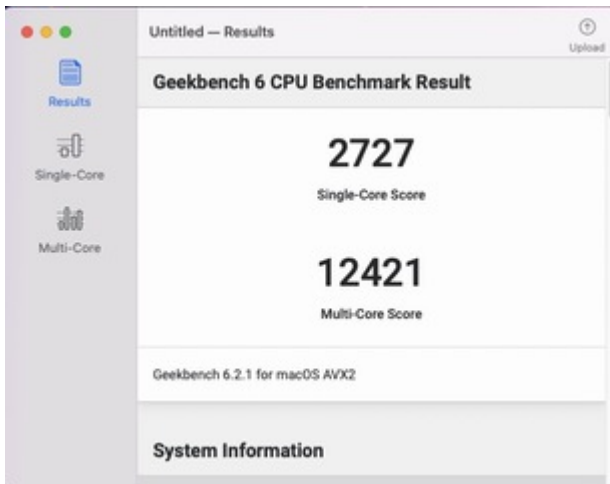 Untitled — Results
Upload
Results
Single-Core
Multi-Core
Geekbench 6 CPU Benchmark Result
2727
Single-Core Score
12421
Multi-Core Score
Geekbench 6.2.1 for macOS AVX2
System Information